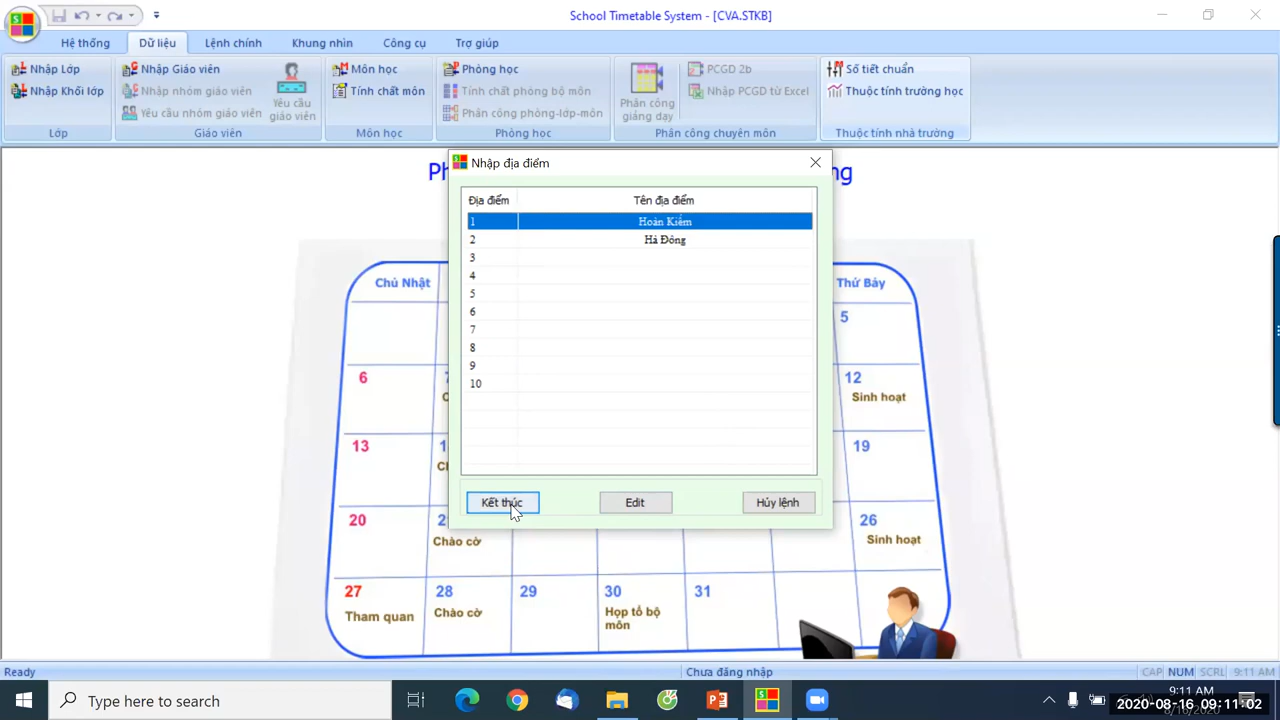 School Timetable System - [CVA.STKB]
Hệ thống
Dữ liệu
Lệnh chính
Khung nhìn
Công cụ
Trợ giúp
Nhập Lớp
Nhập Khối lớp
Lớp
Nhập Giáo viên
Nhập nhóm giáo viên
Yêu cầu nhóm giáo viên
Yêu cầu
giáo viên
Giáo viên
Môn học
Tính chất môn
Môn học
Phòng học
Tính chất phòng bộ môn
Phân công phòng-lớp-môn
Phòng học
Phân công
giảng dạy
PCGD 2b
Nhập PCGD từ Excel
Phân công chuyên môn
Số tiết chuẩn
Thuộc tính trường học
Thuộc tính nhà trường
Nhập địa điểm
Địa điểm
Tên địa điểm
1
Hoàn Kiếm
2
Hà Đông
3
4
5
6
7
8
9
10
Kết thúc
Edit
Hủy lệnh
Chủ Nhật
Thứ Bảy
5
6
12
Sinh hoạt
13
19
20
Chào cờ
26
Sinh hoạt
27
Tham quan
28
Chào cờ
29
30
Họp tổ bộ
môn
31
Ready
Chưa đăng nhập
CAP
NUM
SCRL
9:11 AM
Type here to search
9:11 AM
2020-08-16 09:11:02